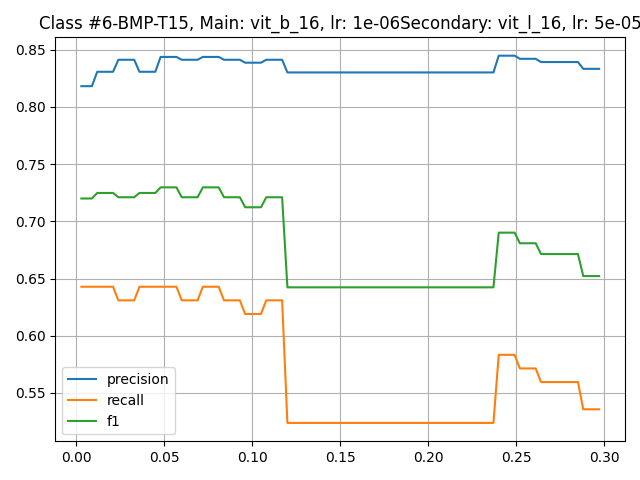 Class #6-BMP-T15, Main: vit_b_16, lr: 1e-06Secondary: vit_l_16, lr: 5e-05
0.85
0.80
0.75
0.70
0.65
0.60
0.55
precision
recall
f1
0.00 0.05 0.10 0.15 0.20 0.25 0.30